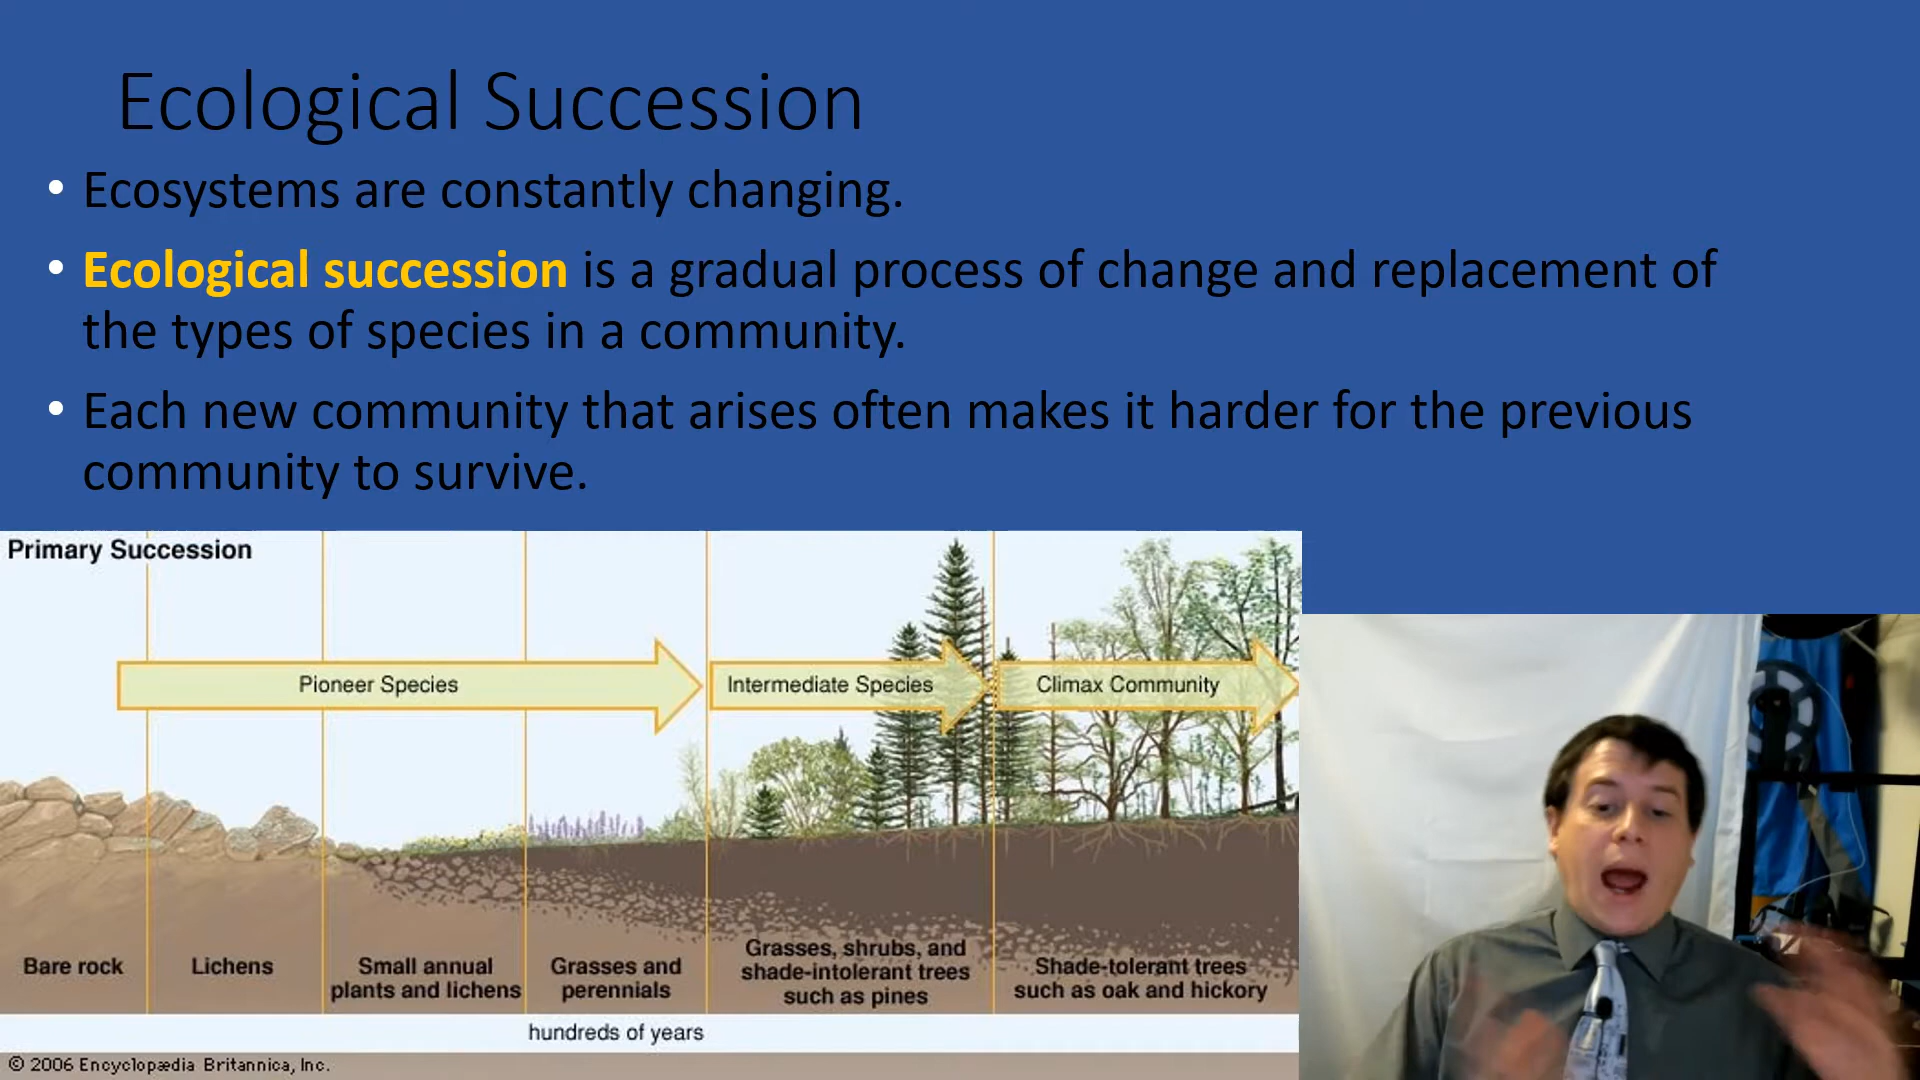 Ecological Succession
• Ecosystems are constantly changing.
• Ecological succession is a gradual process of change and replacement of
the types of species in a community.
• Each new community that arises often makes it harder for the previous
community to survive.
Primary Succession
Pioneer Species
Intermediate Species
Climax Community
Bare rock
Lichens
Small annual
plants and lichens
Grasses and
perennials
Grasses, shrubs, and
shade-intolerant trees
such as pines
Shade-tolerant trees
such as oak and hickory
hundreds of years
© 2006 Encyclopædia Britannica, Inc.